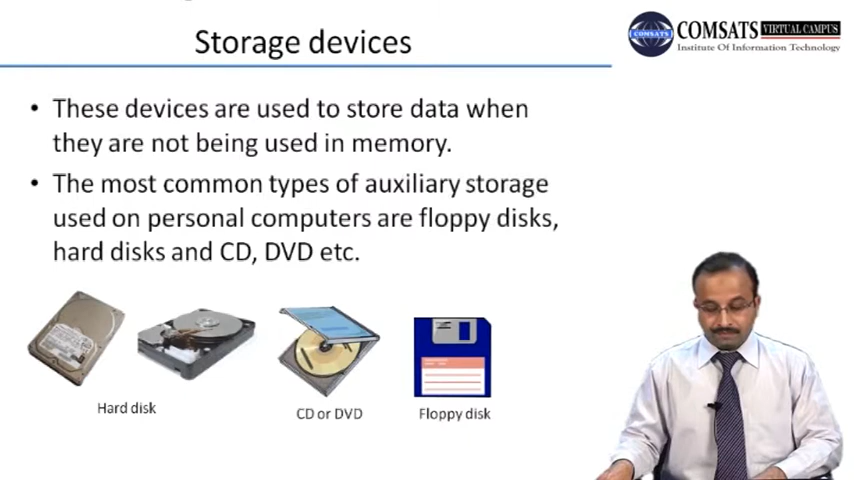 Storage devices
COMSATS
COMSATS VIRTUAL CAMPUS
Institute Of Information Technology
• These devices are used to store data when
they are not being used in memory.
• The most common types of auxiliary storage
used on personal computers are floppy disks,
hard disks and CD, DVD etc.
Hard disk
CD or DVD
Floppy disk